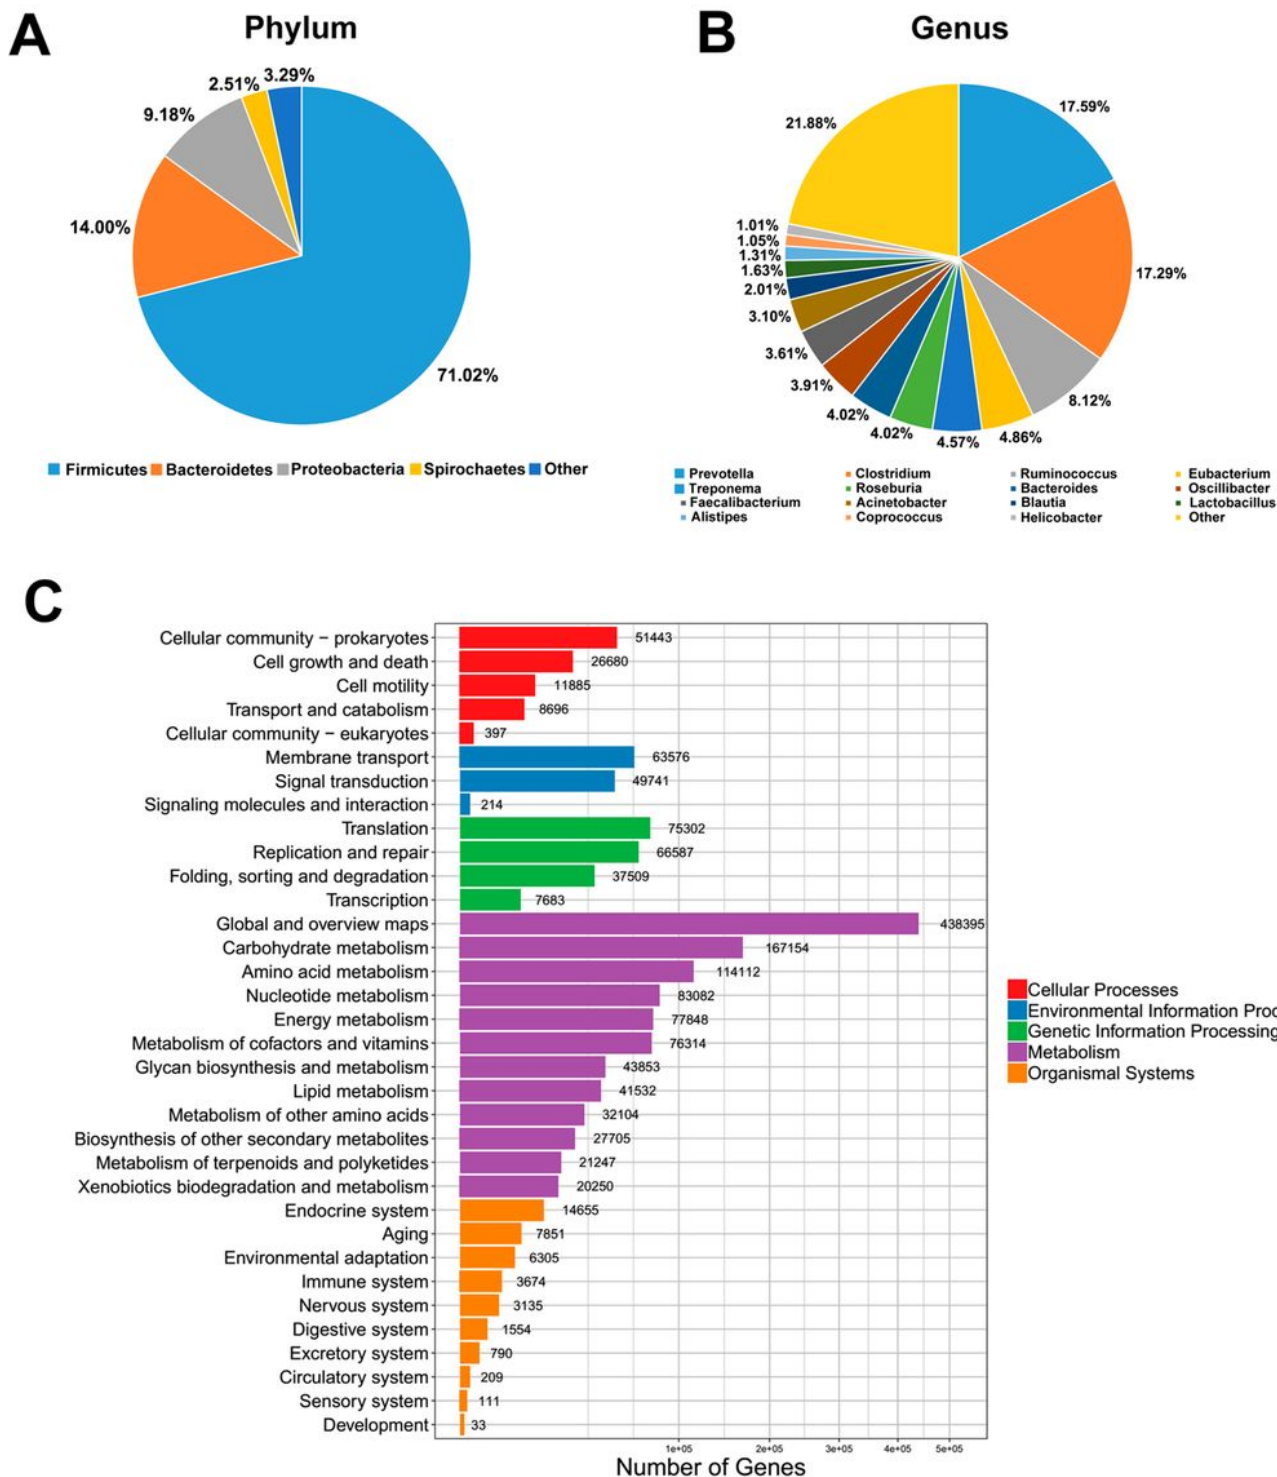 A
Phylum
3.29%
2.51%
9.18%
14.00%
71.02%
Firmicutes Bacteroidetes Proteobacteria Spirochaetes Other
B
Genus
17.59%
21.88%
17.29%
1.01%
1.05%
1.31%
1.63%
2.01%
3.10%
3.61%
3.91%
4.02%
4.02%
4.57%
4.86%
8.12%
Prevotella Clostridium Ruminococcus Eubacterium
Treponema Roseburia Bacteroides Oscillibacter
Faecalibacterium Acinetobacter Blautia Lactobacillus
Alistipes Coprococcus Helicobacter Other
C
Cellular community − prokaryotes 51443
Cell growth and death 26680
Cell motility 11885
Transport and catabolism 8696
Cellular community − eukaryotes 397
Membrane transport 63576
Signal transduction 49741
Signaling molecules and interaction 214
Translation 75302
Replication and repair 66587
Folding, sorting and degradation 37509
Transcription 7683
Global and overview maps 438395
Carbohydrate metabolism 167154
Amino acid metabolism 114112
Nucleotide metabolism 83082
Energy metabolism 77848
Metabolism of cofactors and vitamins 76314
Glycan biosynthesis and metabolism 43853
Lipid metabolism 41532
Metabolism of other amino acids 32104
Biosynthesis of other secondary metabolites 27705
Metabolism of terpenoids and polyketides 21247
Xenobiotics biodegradation and metabolism 20250
Endocrine system 14655
Aging 7851
Environmental adaptation 6305
Immune system 3674
Nervous system 3135
Digestive system 1554
Excretory system 790
Circulatory system 209
Sensory system 111
Development 33
1e+05 2e+05 3e+05 4e+05 5e+05
Number of Genes
Cellular Processes
Environmental Information Proc
Genetic Information Processing
Metabolism
Organismal Systems